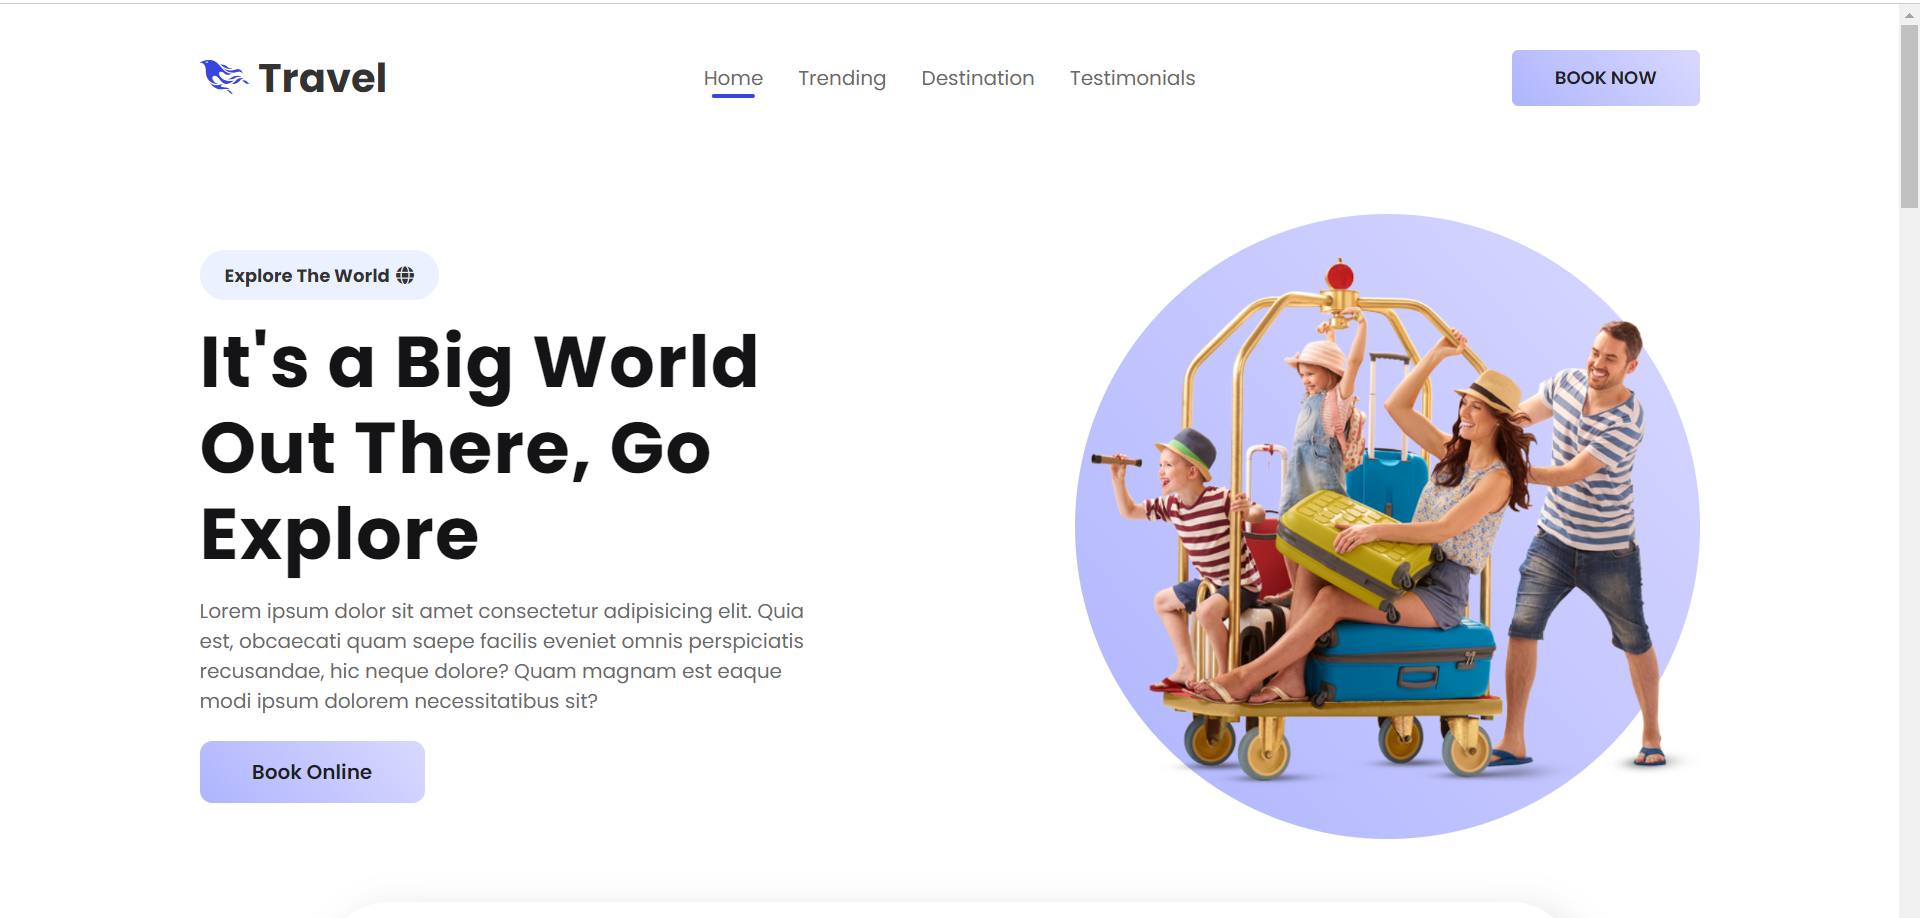 Travel
Home Trending Destination Testimonials
BOOK NOW
Explore The World
It's a Big World
Out There, Go
Explore
Lorem ipsum dolor sit amet consectetur adipisicing elit. Quia
est, obcaecati quam saepe facilis eveniet omnis perspiciatis
recusandae, hic neque dolore? Quam magnam est eaque
modi ipsum dolorem necessitatibus sit?
Book Online